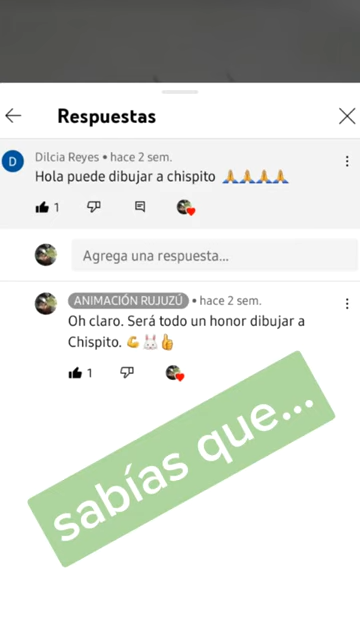 Respuestas
D
Dilcia Reyes • hace 2 sem.
Hola puede dibujar a chispito 🙏🙏🙏🙏
1
Agrega una respuesta...
ANIMACIÓN RUJUZÚ • hace 2 sem.
Oh claro. Será todo un honor dibujar a
Chispito. 💪🐰👍
1
sabías que...